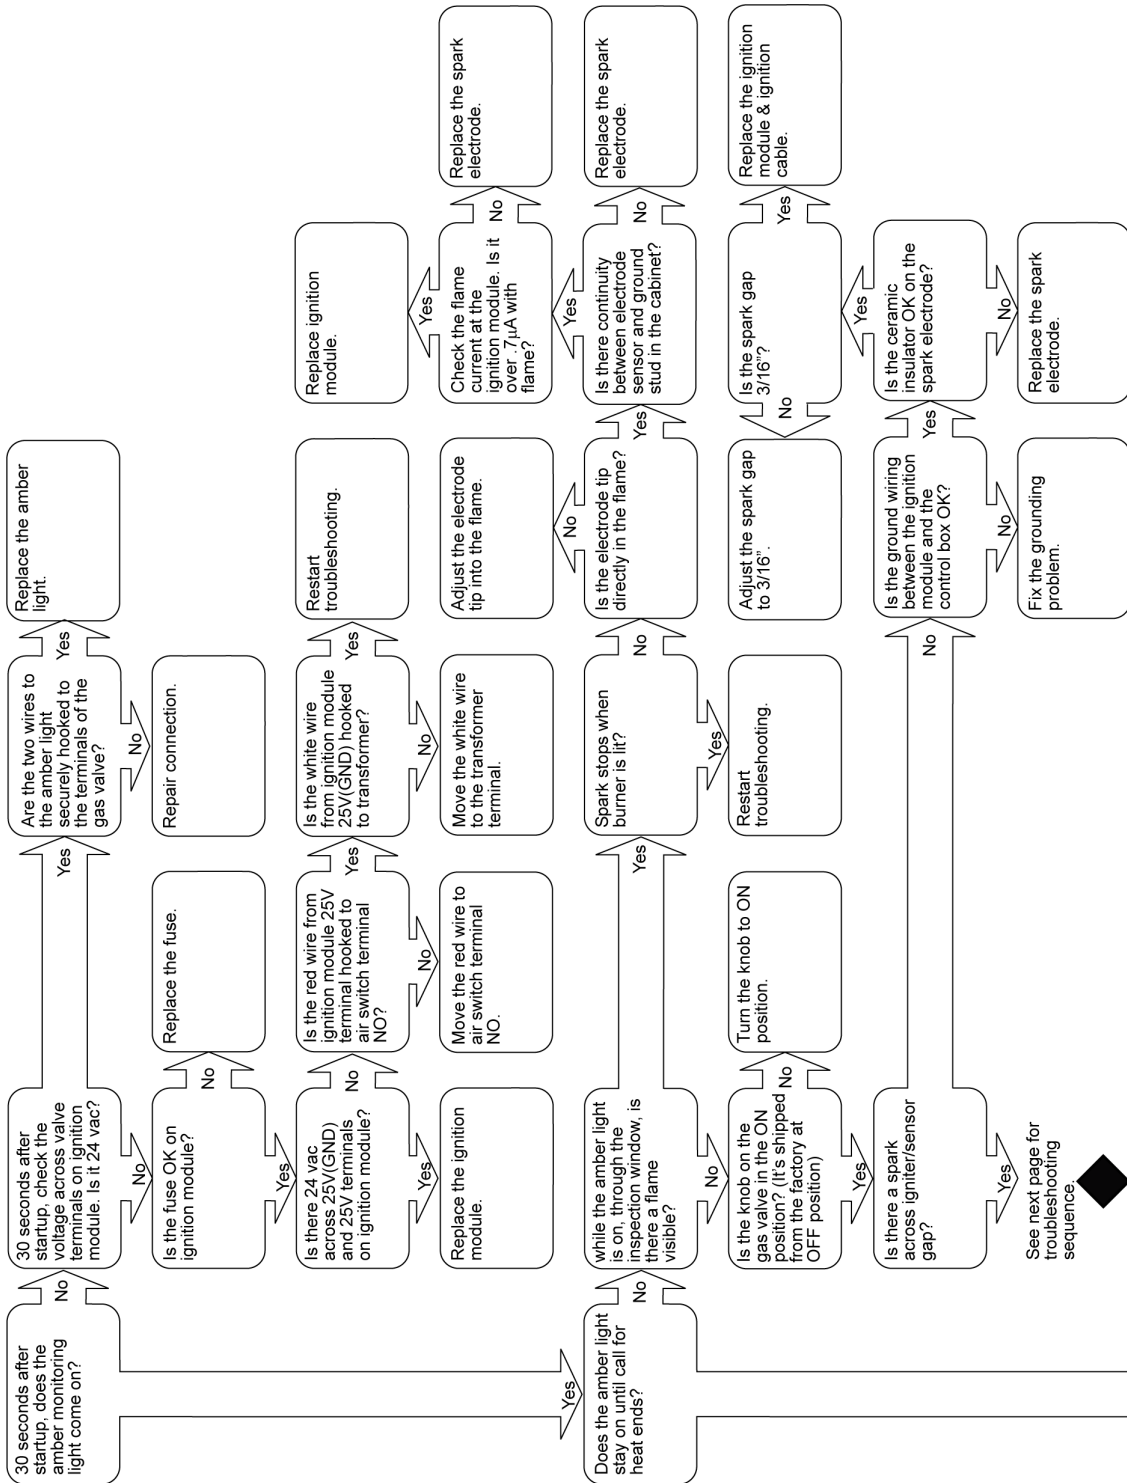 30 seconds after
startup, does the
amber monitoring
light come on?
No
30 seconds after
startup, check the
voltage across valve
terminals on ignition
module. Is it 24 vac?
Yes
Are the two wires to
the amber light
securely hooked to
the terminals of the
gas valve?
Yes
Replace the amber
light.
No
Repair connection.
No
Is the fuse OK on
ignition module?
No
Replace the fuse.
Yes
Is there 24 vac
across 25V(GND)
and 25V terminals
on ignition module?
No
Is the red wire from
ignition module 25V
terminal hooked to
air switch terminal
NO?
Yes
Is the white wire
from ignition module
25V(GND) hooked
to transformer?
Yes
Restart
troubleshooting.
Yes
Replace the ignition
module.
No
Move the red wire to
air switch terminal
NO.
No
Move the white wire
to the transformer
terminal.
Yes
Does the amber light
stay on until call for
heat ends?
No
while the amber light
is on, through the
inspection window, is
there a flame
visible?
Yes
Spark stops when
burner is lit?
No
Is the electrode tip
directly in the flame?
Yes
Is there continuity
between electrode
sensor and ground
stud in the cabinet?
No
Replace the spark
electrode.
No
Adjust the electrode
tip into the flame.
Yes
Check the flame
current at the
ignition module. Is it
over .7µA with
flame?
No
Replace the spark
electrode.
Yes
Replace ignition
module.
Yes
Restart
troubleshooting.
No
Is the knob on the
gas valve in the ON
position? (It's shipped
from the factory at
OFF position)
No
Turn the knob to ON
position.
Yes
Is there a spark
across igniter/sensor
gap?
No
Is the ground wiring
between the ignition
module and the
control box OK?
Yes
Is the ceramic
insulator OK on the
spark electrode?
Yes
Is the spark gap
3/16”?
Yes
Replace the ignition
module & ignition
cable.
No
Adjust the spark gap
to 3/16”.
No
Fix the grounding
problem.
No
Replace the spark
electrode.
Yes
See next page for
troubleshooting
sequence.